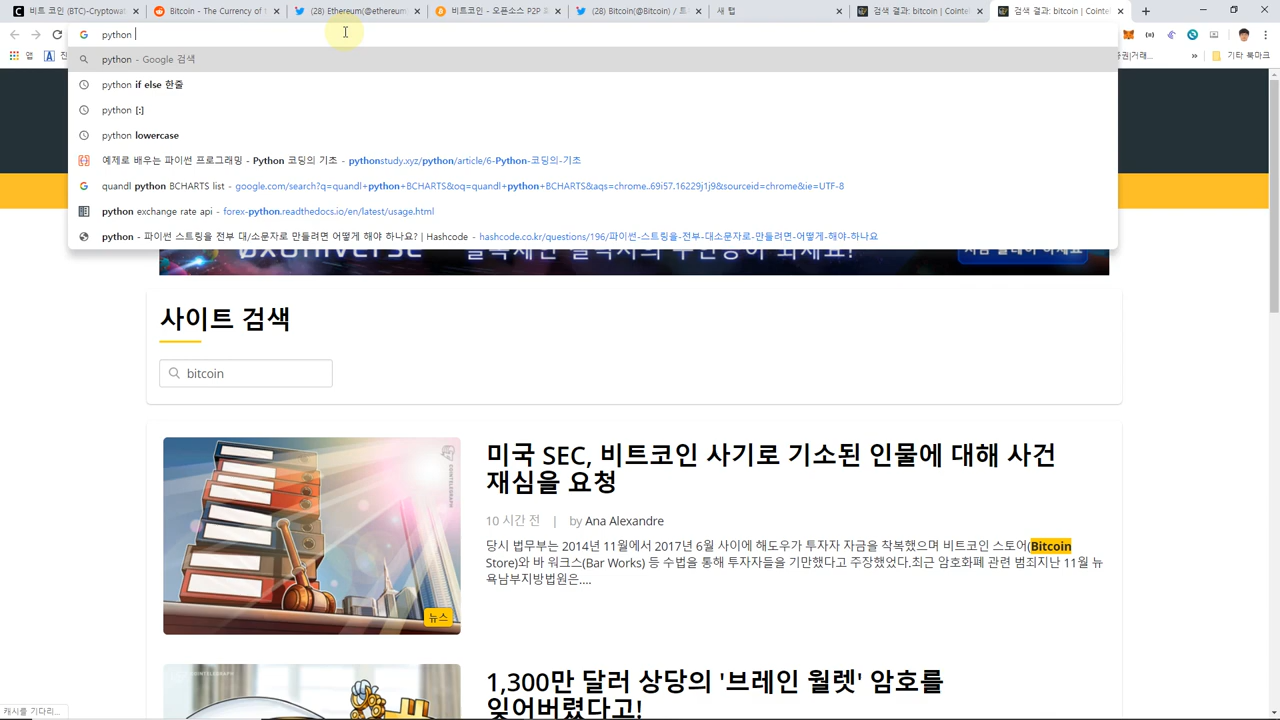 비트 코인 (BTC)-Cryptowat
Bitcoin - The Currency of t
(28) Ethereum(@ethereum
비트코인 - 오픈소스 P2P 회
(28) Bitcoin(@Bitcoin) / 트
새 탭
검색 결과: bitcoin | Cointel
검색 결과: bitcoin | Cointel
python
앱
진
증권|거래...
»
기타 북마크
python - Google 검색
python if else 한줄
python [:]
python lowercase
예제로 배우는 파이썬 프로그래밍 - Python 코딩의 기초 - pythonstudy.xyz/python/article/6-Python-코딩의-기초
quandl python BCHARTS list - google.com/search?q=quandl+python+BCHARTS&oq=quandl+python+BCHARTS&aqs=chrome..69i57.16229j1j9&sourceid=chrome&ie=UTF-8
python exchange rate api - forex-python.readthedocs.io/en/latest/usage.html
python - 파이썬 스트링을 전부 대/소문자로 만들려면 어떻게 해야 하나요? | Hashcode - hashcode.co.kr/questions/196/파이썬-스트링을-전부-대소문자로-만들려면-어떻게-해야-하나요
사이트 검색
bitcoin
미국 SEC, 비트코인 사기로 기소된 인물에 대해 사건
재심을 요청
10 시간 전 | by Ana Alexandre
당시 법무부는 2014년 11월에서 2017년 6월 사이에 해도우가 투자자 자금을 착복했으며 비트코인 스토어(Bitcoin
Store)와 바 워크스(Bar Works) 등 수법을 통해 투자자들을 기만했다고 주장했었다.최근 암호화폐 관련 범죄지난 11월 뉴
욕남부지방법원은....
뉴스
1,300만 달러 상당의 '브레인 월렛' 암호를
잊어버렸다고!
캐시를 기다리...